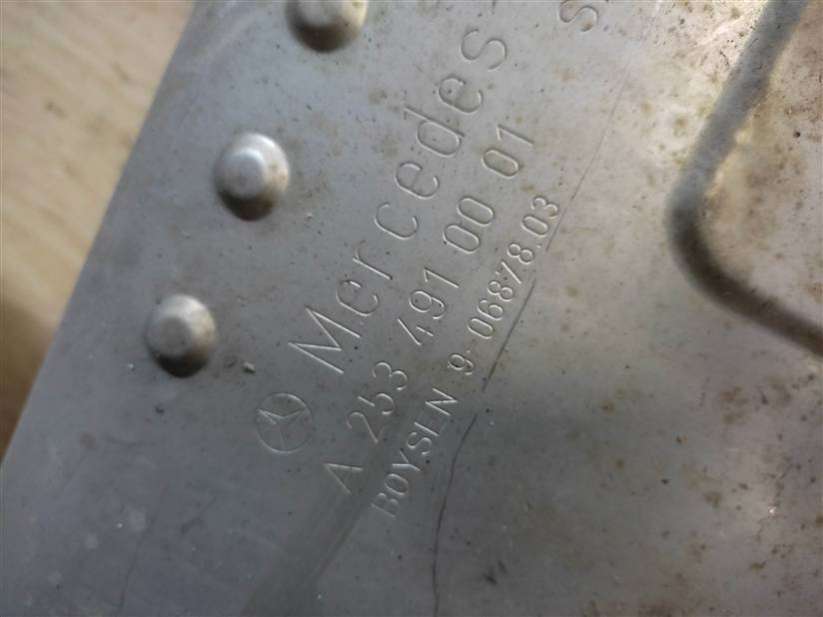 Mercedes-
A 253 491 00 01
BOYSEN 9 06878.03